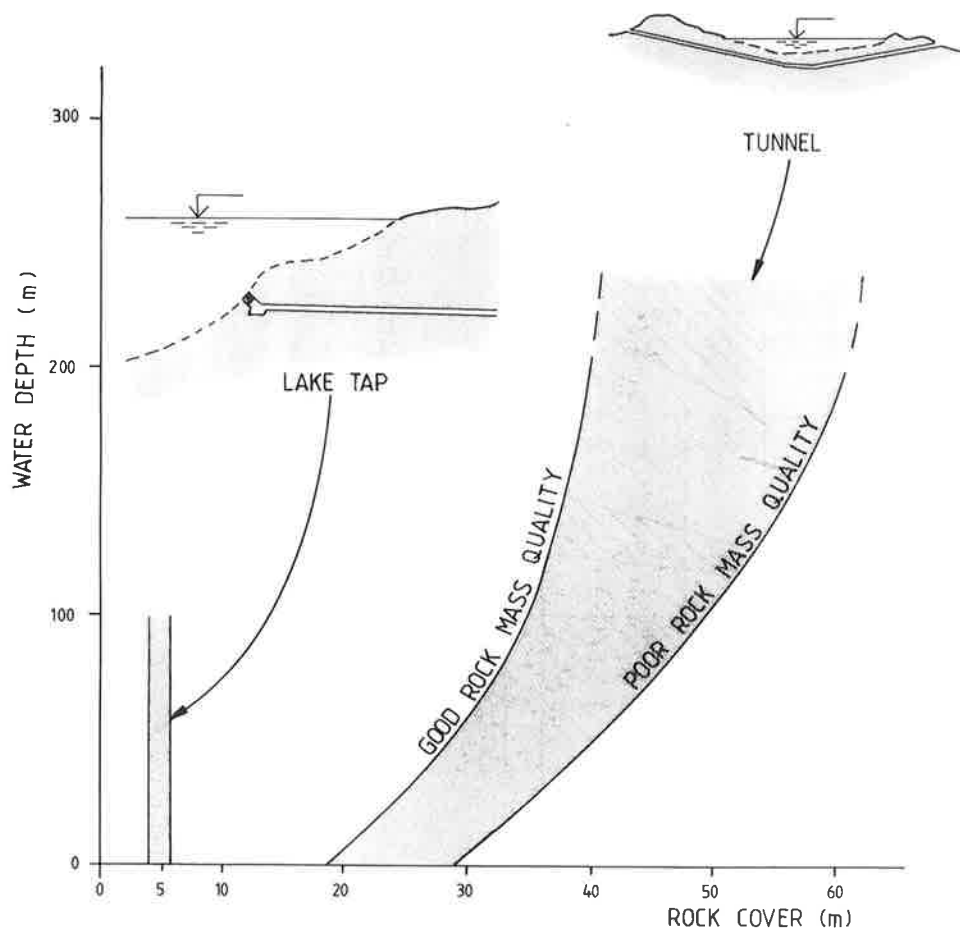 300
TUNNEL
WATER DEPTH (m)
200
LAKE TAP
GOOD ROCK MASS QUALITY
POOR ROCK MASS QUALITY
100
0
0 5 10 20 30 40 50 60
ROCK COVER (m)